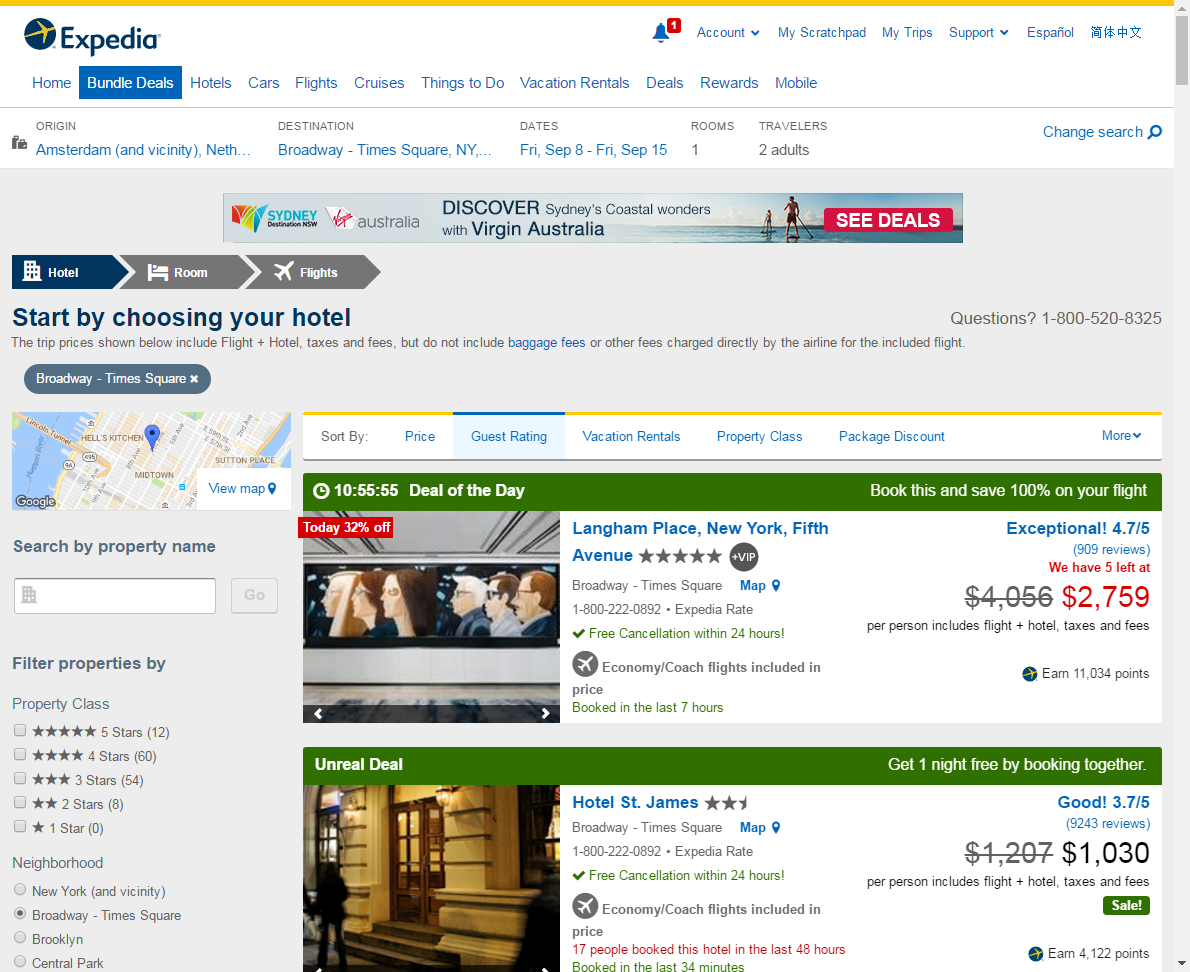 Expedia
1
Account
My Scratchpad
My Trips
Support
Español
简体中文
Home
Bundle Deals
Hotels
Cars
Flights
Cruises
Things to Do
Vacation Rentals
Deals
Rewards
Mobile
ORIGIN
Amsterdam (and vicinity), Neth...
DESTINATION
Broadway - Times Square, NY,...
DATES
Fri, Sep 8 - Fri, Sep 15
ROOMS
1
TRAVELERS
2 adults
Change search
SYDNEY
Destination NSW
australia
DISCOVER Sydney's Coastal wonders
with Virgin Australia
SEE DEALS
Hotel
Room
Flights
Start by choosing your hotel
Questions? 1-800-520-8325
The trip prices shown below include Flight + Hotel, taxes and fees, but do not include baggage fees or other fees charged directly by the airline for the included flight.
Broadway - Times Square ×
Lincoln Tunnel
HELL'S KITCHEN
Hudson River
495
9A
MIDTOWN
E 59th St
E 57th St
2nd Ave
5th Ave
SUTTON PLACE
Google
View map
Search by property name
Go
Filter properties by
Property Class
★★★★★ 5 Stars (12)
★★★★ 4 Stars (60)
★★★ 3 Stars (54)
★★ 2 Stars (8)
★ 1 Star (0)
Neighborhood
New York (and vicinity)
Broadway - Times Square
Brooklyn
Central Park
Sort By:
Price
Guest Rating
Vacation Rentals
Property Class
Package Discount
More
10:55:55 Deal of the Day
Book this and save 100% on your flight
Today 32% off
Langham Place, New York, Fifth
Avenue ★★★★★ +VIP
Broadway - Times Square Map
1-800-222-0892 • Expedia Rate
Free Cancellation within 24 hours!
Economy/Coach flights included in
price
Booked in the last 7 hours
Exceptional! 4.7/5
(909 reviews)
We have 5 left at
$4,056 $2,759
per person includes flight + hotel, taxes and fees
Earn 11,034 points
Unreal Deal
Get 1 night free by booking together.
Hotel St. James
Broadway - Times Square Map
1-800-222-0892 • Expedia Rate
Free Cancellation within 24 hours!
Economy/Coach flights included in
price
17 people booked this hotel in the last 48 hours
Booked in the last 34 minutes
Good! 3.7/5
(9243 reviews)
$1,207 $1,030
per person includes flight + hotel, taxes and fees
Sale!
Earn 4,122 points